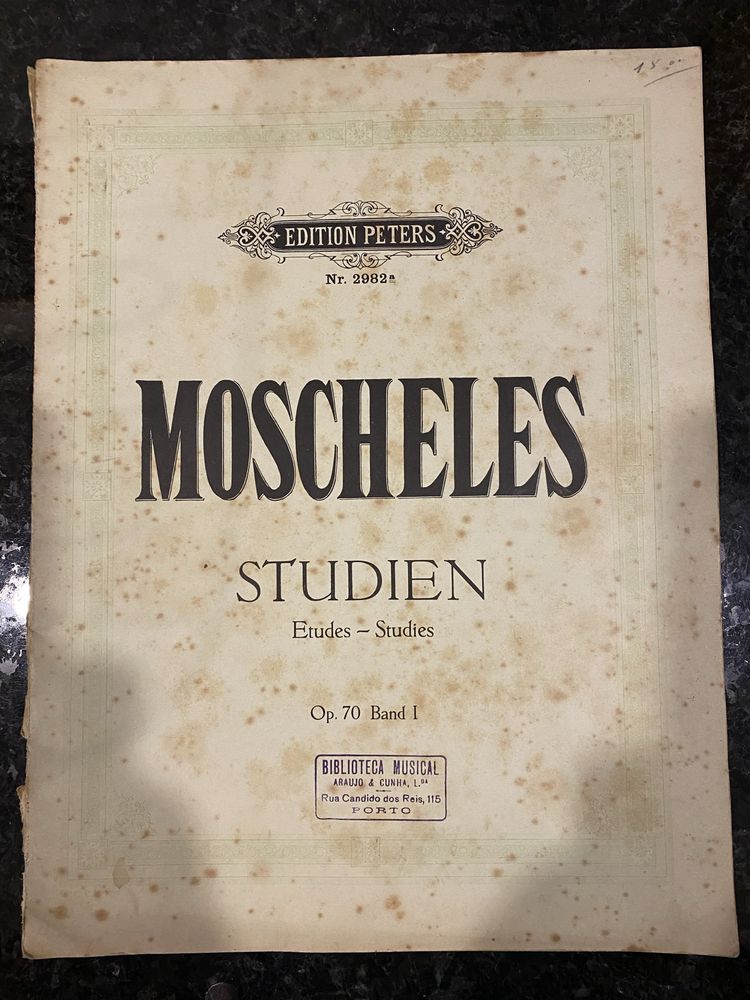 15
EDITION PETERS
Nr. 2982a
MOSCHELES
STUDIEN
Etudes – Studies
Op. 70 Band I
BIBLIOTECA MUSICAL
ARAUJO & CUNHA, L.DA
Rua Candido dos Reis, 115
PORTO